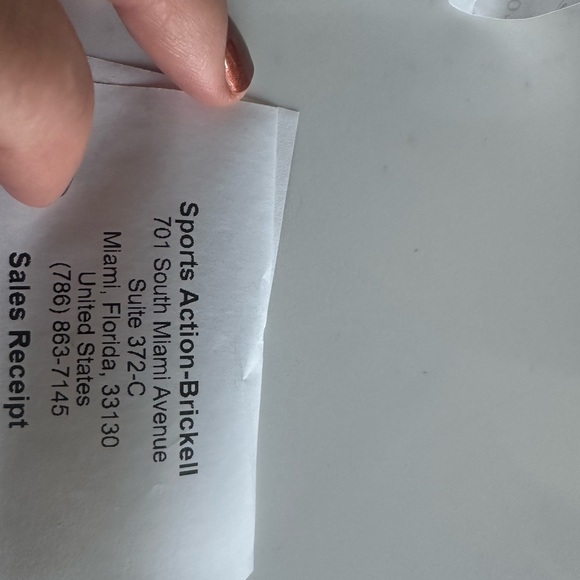 Sports Action-Brickell
701 South Miami Avenue
Suite 372-C
Miami, Florida, 33130
United States
(786) 863-7145
Sales Receipt